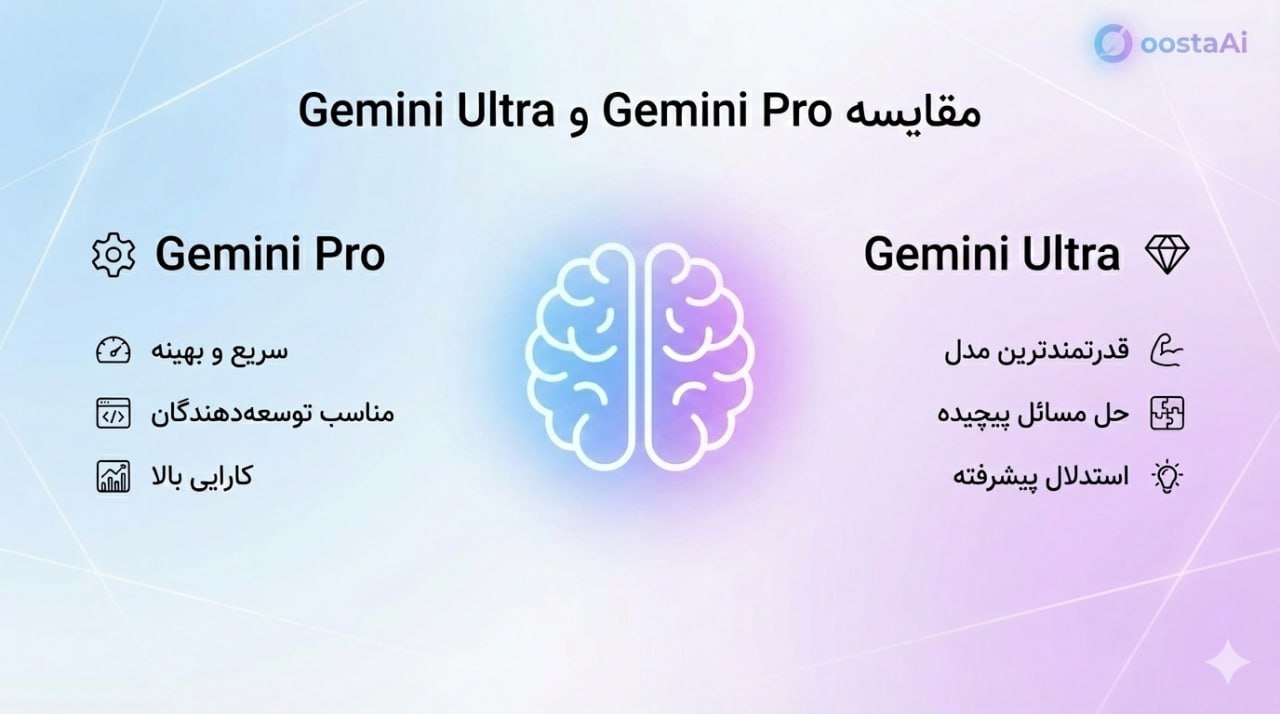 oostaAi
مقایسه Gemini Pro و Gemini Ultra
Gemini Ultra
قدرتمندترین مدل
حل مسائل پیچیده
استدلال پیشرفته
Gemini Pro
سریع و بهینه
مناسب توسعه‌دهندگان
کارایی بالا